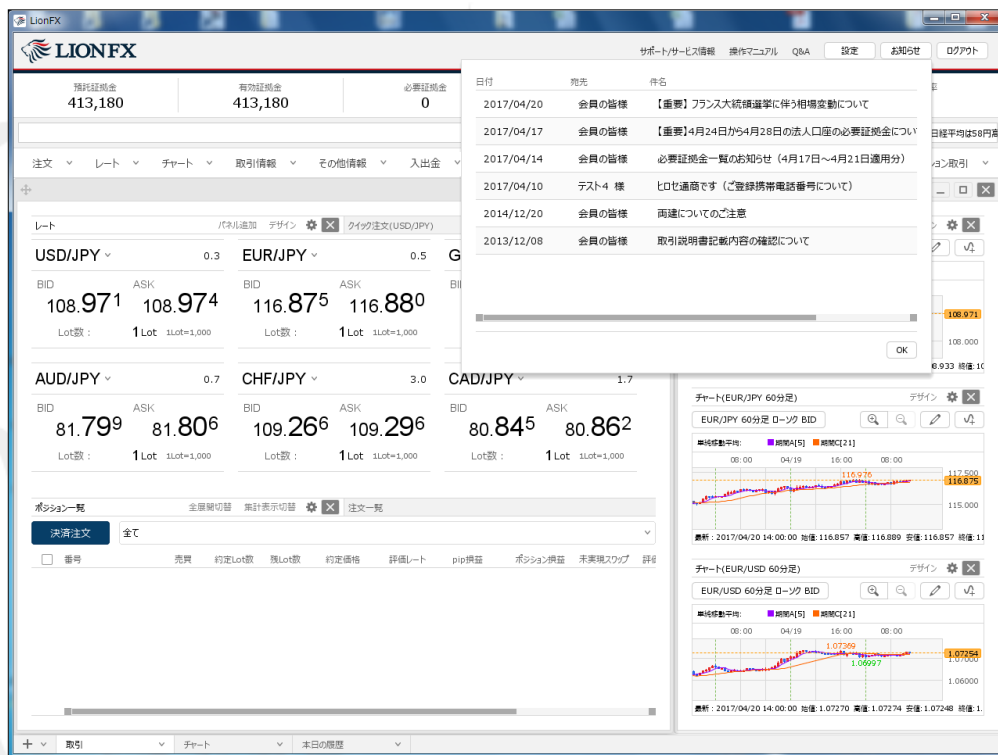 LionFX
LION FX
サポート/サービス情報 操作マニュアル Q&A 設定 お知らせ ログアウト
預託証拠金 有効証拠金 必要証拠金
413,180 413,180 0
日経平均は58円高
注文 レート チャート 取引情報 その他情報 入出金
日付 宛先 件名
2017/04/20 会員の皆様 【重要】フランス大統領選挙に伴う相場変動について
2017/04/17 会員の皆様 【重要】4月24日から4月28日の法人口座の必要証拠金につい
2017/04/14 会員の皆様 必要証拠金一覧のお知らせ（4月17日～4月21日適用分）
2017/04/10 テスト4 様 ヒロセ通商です（ご登録携帯電話番号について）
2014/12/20 会員の皆様 両建についてのご注意
2013/12/08 会員の皆様 取引説明書記載内容の確認について
OK
レート パネル追加 デザイン クイック注文(USD/JPY)
USD/JPY 0.3 EUR/JPY 0.5 G
BID ASK BID ASK
108.971 108.974 116.875 116.880
Lot数： 1 Lot 1Lot=1,000 Lot数： 1 Lot 1Lot=1,000
108.971
108.000
AUD/JPY 0.7 CHF/JPY 3.0 CAD/JPY 1.7
BID ASK BID ASK BID ASK
81.799 81.806 109.266 109.296 80.845 80.862
Lot数： 1 Lot 1Lot=1,000 Lot数： 1 Lot 1Lot=1,000 Lot数： 1 Lot 1Lot=1,000
チャート(EUR/JPY 60分足) デザイン
EUR/JPY 60分足 ローソク BID
単純移動平均: 期間A[5] 期間C[21]
08:00 04/19 16:00 08:00
116.976
117.500
116.875
115.000
最新：2017/04/20 14:00:00 始値:116.857 高値:116.889 安値:116.857 終値:11
ポジション一覧 全展開切替 集計表示切替 注文一覧
決済注文 全て
番号 売買 約定Lot数 残Lot数 約定価格 評価レート pip損益 ポジション損益 未実現スワップ 評価
チャート(EUR/USD 60分足) デザイン
EUR/USD 60分足 ローソク BID
単純移動平均: 期間A[5] 期間C[21]
08:00 04/19 16:00 08:00
1.07369
1.06997
1.07254
1.07000
1.06000
最新：2017/04/20 14:00:00 始値:1.07270 高値:1.07274 安値:1.07248 終値:1.
取引 チャート 本日の履歴